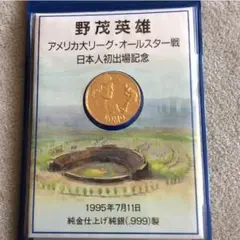 野茂英雄
アメリカ大リーグ・オールスター戦
日本人初出場記念
1995年7月11日
純金仕上げ純銀(.999)製